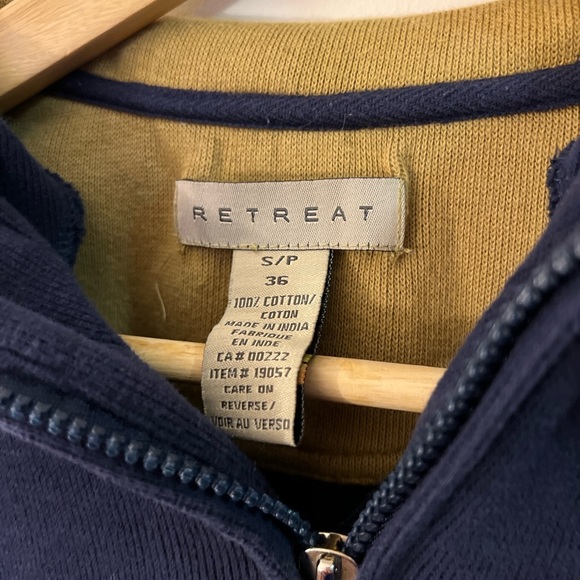 RETREAT
S/P
36
100% COTTON/
COTON
MADE IN INDIA
FABRIQUE
EN INDE
CA# 00222
ITEM# 19057
CARE ON
REVERSE/
VOIR AU VERSO